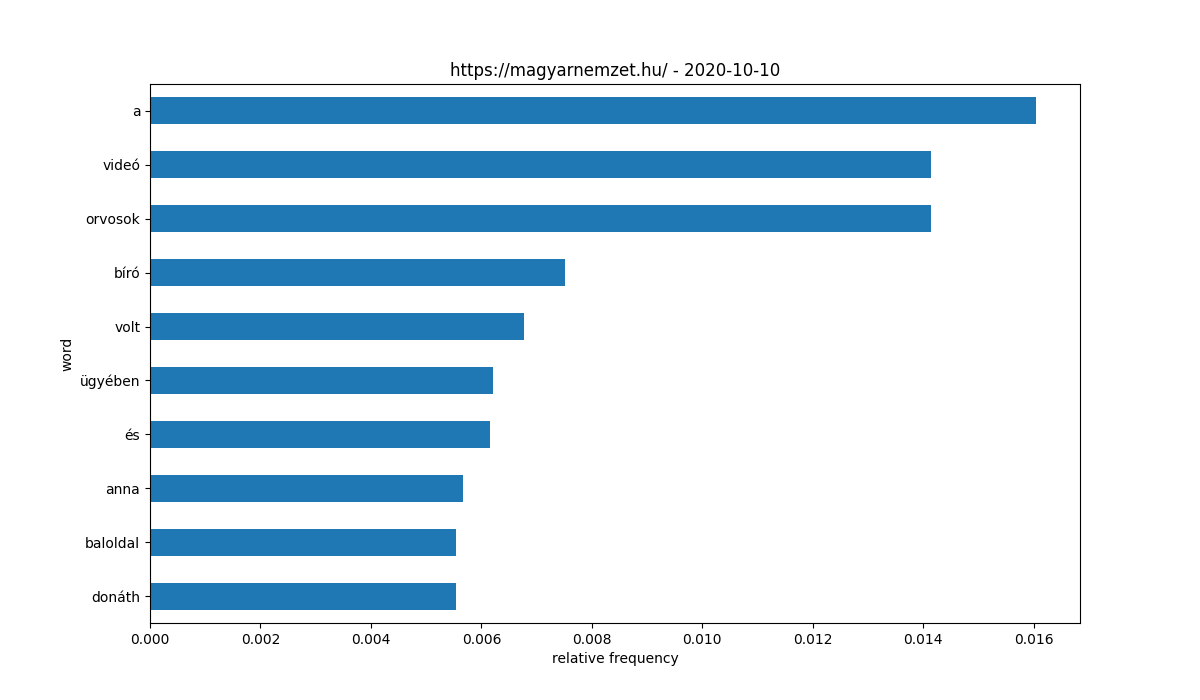 https://magyarnemzet.hu/ - 2020-10-10
a
videó
orvosok
bíró
volt
ügyében
és
anna
baloldal
donáth
word
0.000 0.002 0.004 0.006 0.008 0.010 0.012 0.014 0.016
relative frequency